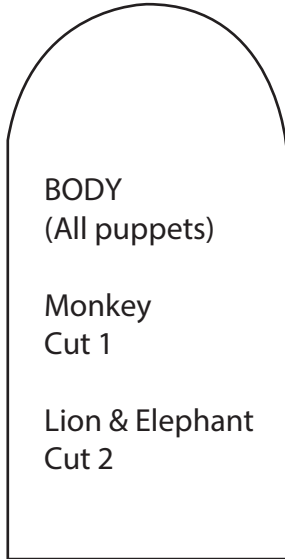 BODY
(All puppets)
Monkey
Cut 1
Lion & Elephant
Cut 2